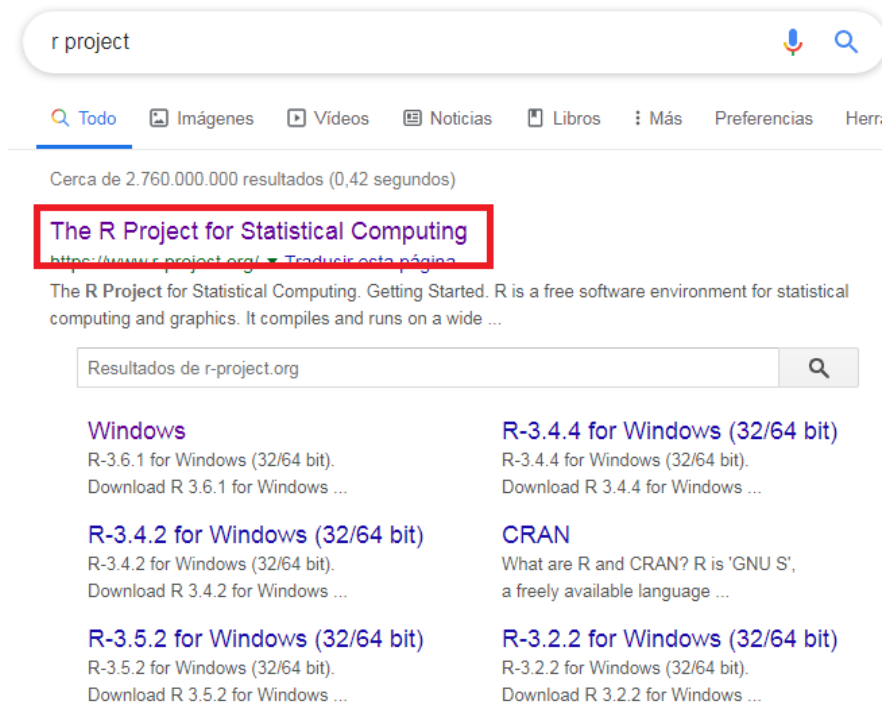 r project
Todo Imágenes Vídeos Noticias Libros Más Preferencias Herra
Cerca de 2.760.000.000 resultados (0,42 segundos)
The R Project for Statistical Computing
https://www.r-project.org/ Traducir esta página
The R Project for Statistical Computing. Getting Started. R is a free software environment for statistical
computing and graphics. It compiles and runs on a wide ...
Resultados de r-project.org
Windows
R-3.6.1 for Windows (32/64 bit).
Download R 3.6.1 for Windows ...
R-3.4.4 for Windows (32/64 bit)
R-3.4.4 for Windows (32/64 bit).
Download R 3.4.4 for Windows ...
R-3.4.2 for Windows (32/64 bit)
R-3.4.2 for Windows (32/64 bit).
Download R 3.4.2 for Windows ...
CRAN
What are R and CRAN? R is 'GNU S',
a freely available language ...
R-3.5.2 for Windows (32/64 bit)
R-3.5.2 for Windows (32/64 bit).
Download R 3.5.2 for Windows ...
R-3.2.2 for Windows (32/64 bit)
R-3.2.2 for Windows (32/64 bit).
Download R 3.2.2 for Windows ...